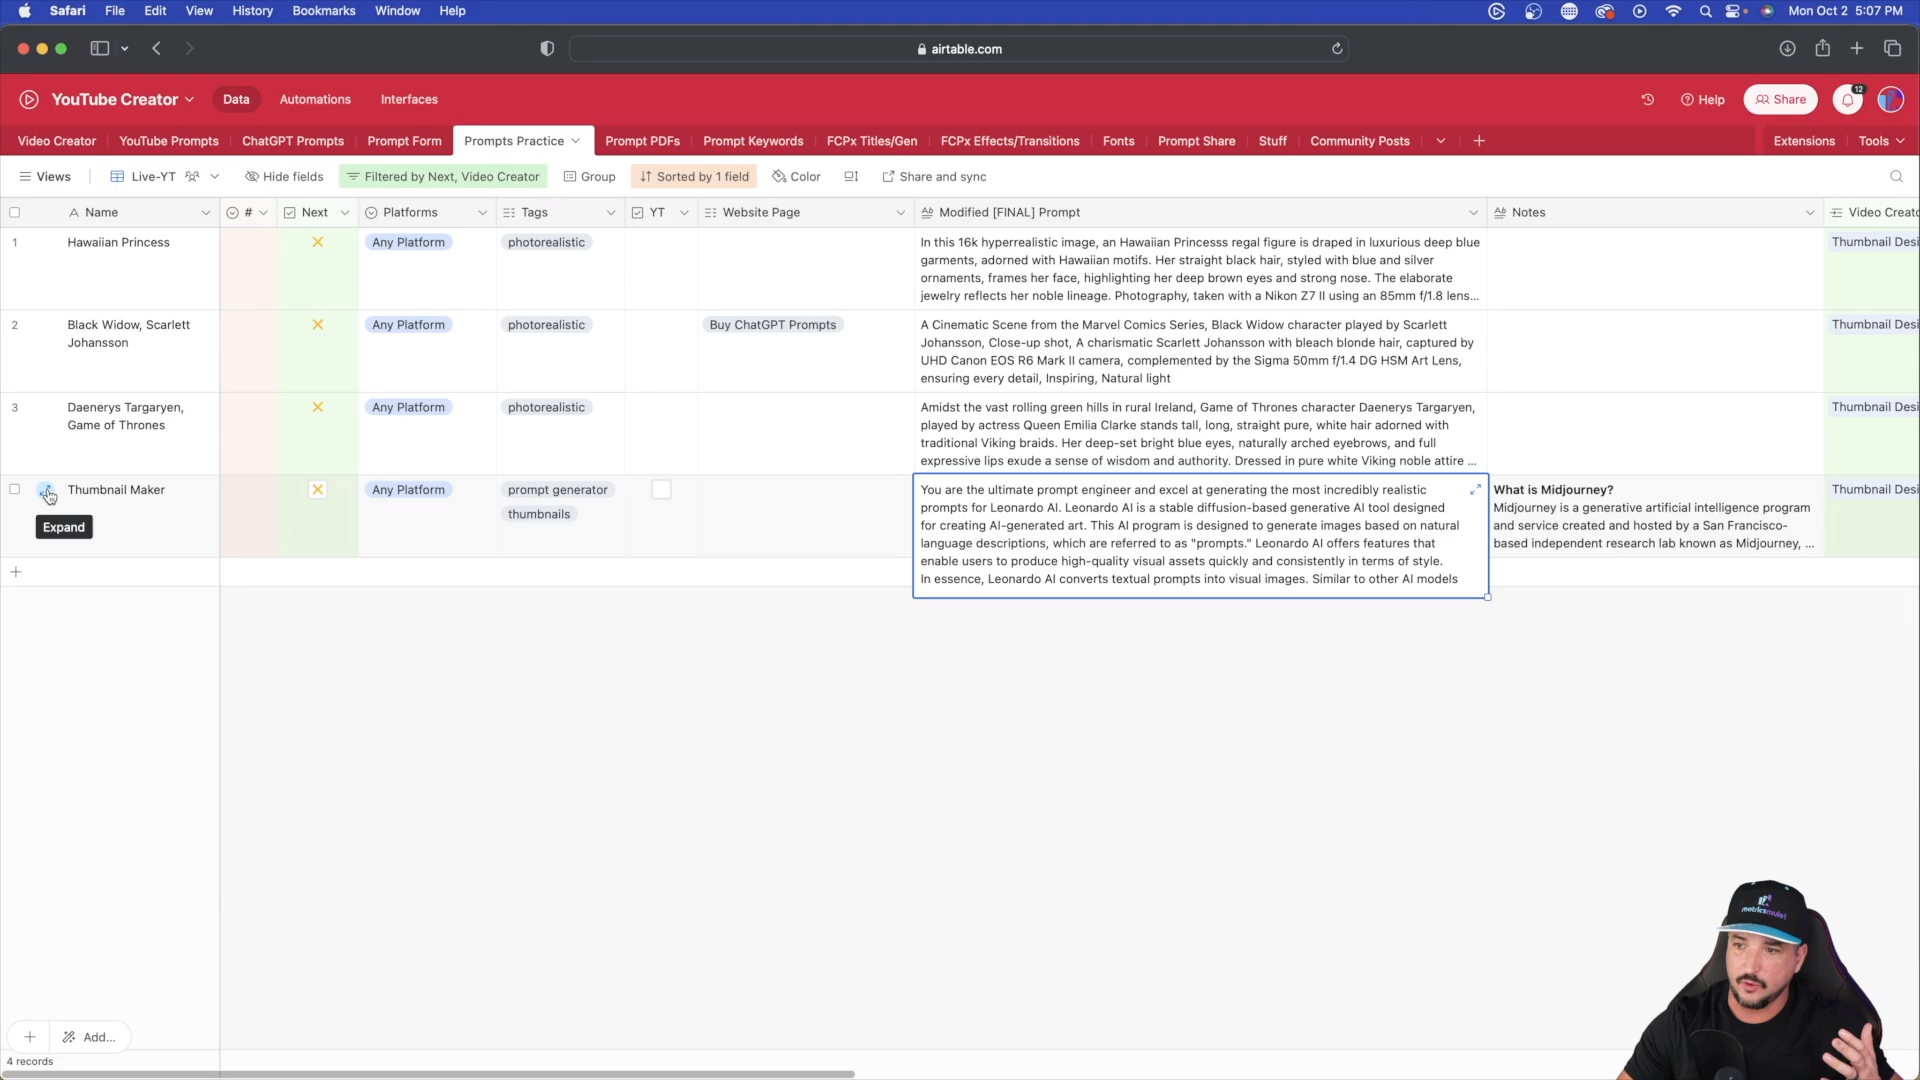 Safari File Edit View History Bookmarks Window Help Mon Oct 2 5:07 PM
airtable.com
YouTube Creator Data Automations Interfaces Help Share 12
Video Creator YouTube Prompts ChatGPT Prompts Prompt Form Prompts Practice Prompt PDFs Prompt Keywords FCPx Titles/Gen FCPx Effects/Transitions Fonts Prompt Share Stuff Community Posts Extensions Tools
Views Live-YT Hide fields Filtered by Next, Video Creator Group Sorted by 1 field Color Share and sync
Name # Next Platforms Tags YT Website Page Modified [FINAL] Prompt Notes Video Creato
1 Hawaiian Princess Any Platform photorealistic
In this 16k hyperrealistic image, an Hawaiian Princesss regal figure is draped in luxurious deep blue
garments, adorned with Hawaiian motifs. Her straight black hair, styled with blue and silver
ornaments, frames her face, highlighting her deep brown eyes and strong nose. The elaborate
jewelry reflects her noble lineage. Photography, taken with a Nikon Z7 II using an 85mm f/1.8 lens...
Thumbnail Desi
2 Black Widow, Scarlett
Johansson
Any Platform photorealistic Buy ChatGPT Prompts
A Cinematic Scene from the Marvel Comics Series, Black Widow character played by Scarlett
Johansson, Close-up shot, A charismatic Scarlett Johansson with bleach blonde hair, captured by
UHD Canon EOS R6 Mark II camera, complemented by the Sigma 50mm f/1.4 DG HSM Art Lens,
ensuring every detail, Inspiring, Natural light
Thumbnail Desi
3 Daenerys Targaryen,
Game of Thrones
Any Platform photorealistic
Amidst the vast rolling green hills in rural Ireland, Game of Thrones character Daenerys Targaryen,
played by actress Queen Emilia Clarke stands tall, long, straight pure, white hair adorned with
traditional Viking braids. Her deep-set bright blue eyes, naturally arched eyebrows, and full
expressive lips exude a sense of wisdom and authority. Dressed in pure white Viking noble attire ...
Thumbnail Desi
Thumbnail Maker Any Platform prompt generator
thumbnails
Expand
You are the ultimate prompt engineer and excel at generating the most incredibly realistic
prompts for Leonardo AI. Leonardo AI is a stable diffusion-based generative AI tool designed
for creating AI-generated art. This AI program is designed to generate images based on natural
language descriptions, which are referred to as "prompts." Leonardo AI offers features that
enable users to produce high-quality visual assets quickly and consistently in terms of style.
In essence, Leonardo AI converts textual prompts into visual images. Similar to other AI models
What is Midjourney?
Midjourney is a generative artificial intelligence program
and service created and hosted by a San Francisco-
based independent research lab known as Midjourney, ...
Thumbnail Desi
metricsmule
Add...
4 records